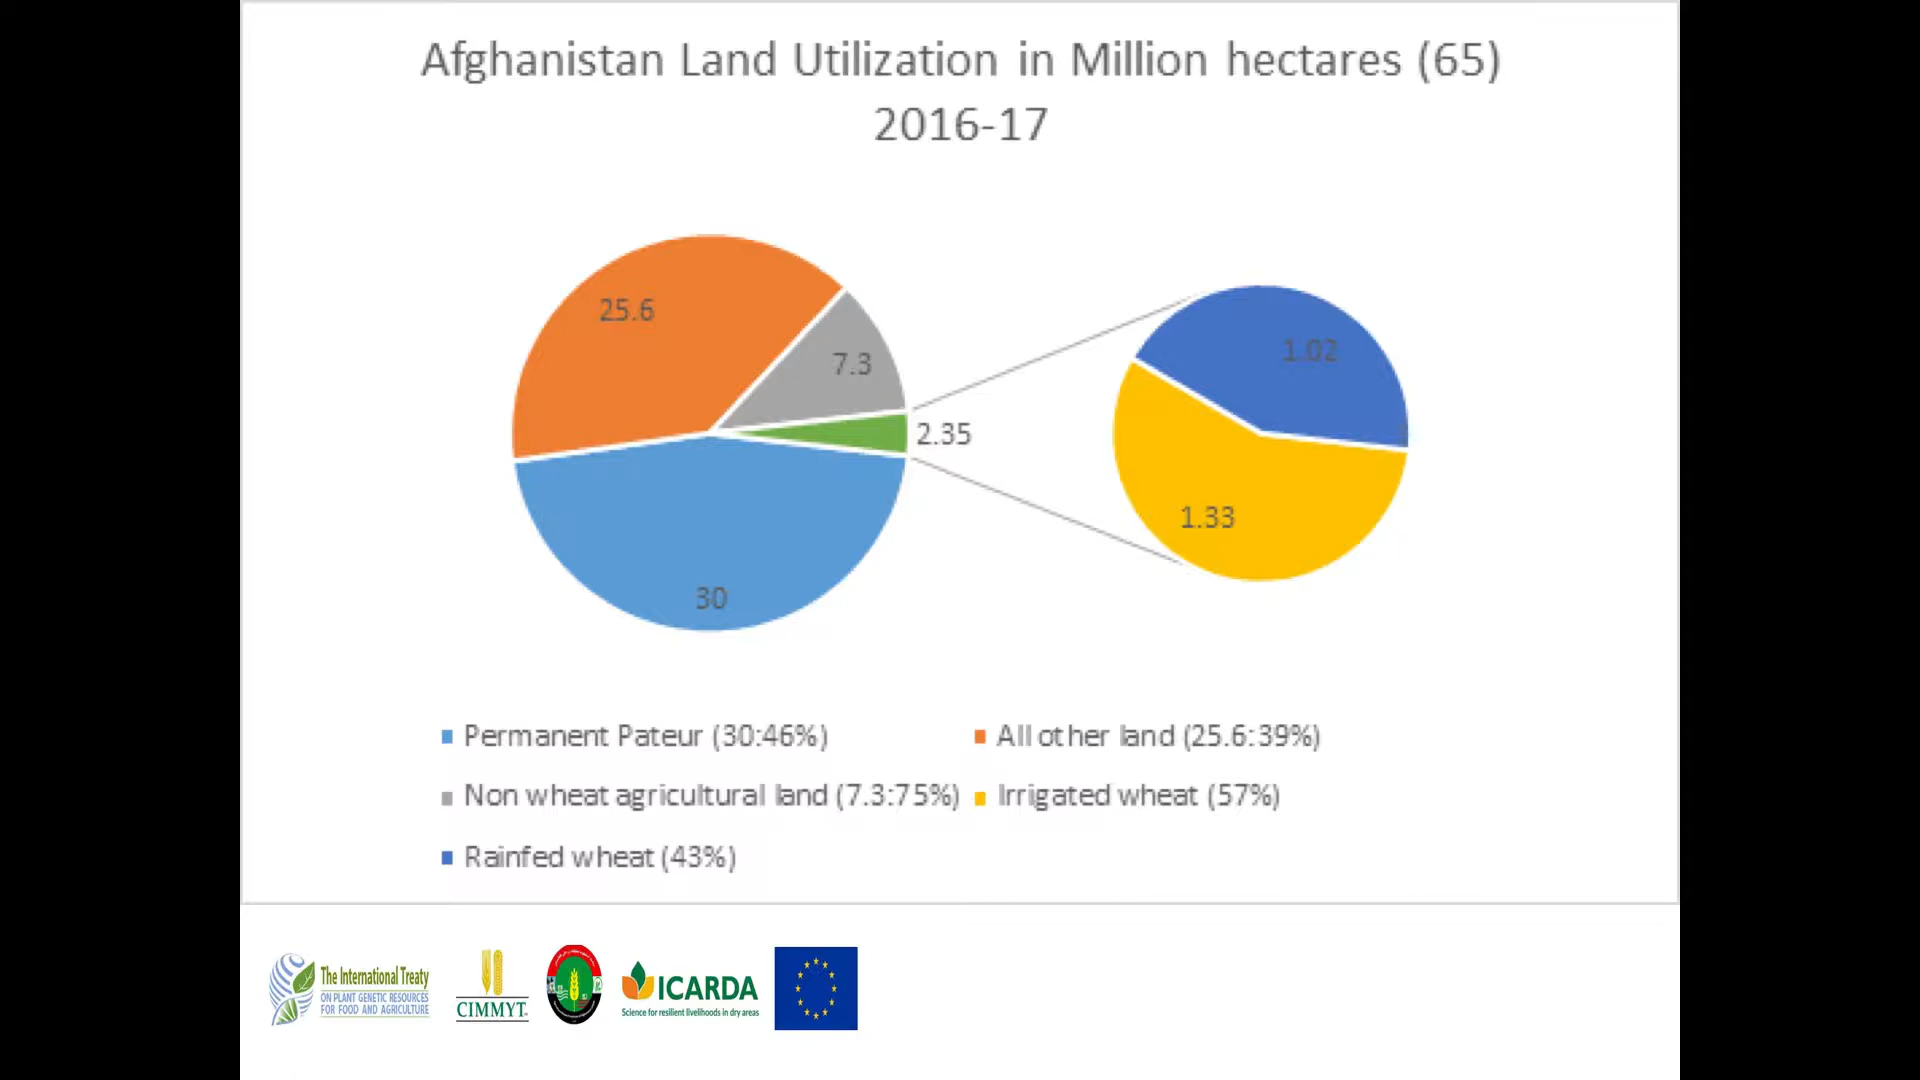 Afghanistan Land Utilization in Million hectares (65)
2016-17
25.6
7.3
2.35
30
1.02
1.33
Permanent Pateur (30:46%)
All other land (25.6:39%)
Non wheat agricultural land (7.3:75%)
Irrigated wheat (57%)
Rainfed wheat (43%)
The International Treaty
ON PLANT GENETIC RESOURCES
FOR FOOD AND AGRICULTURE
CIMMYT
ICARDA
Science for resilient livelihoods in dry areas